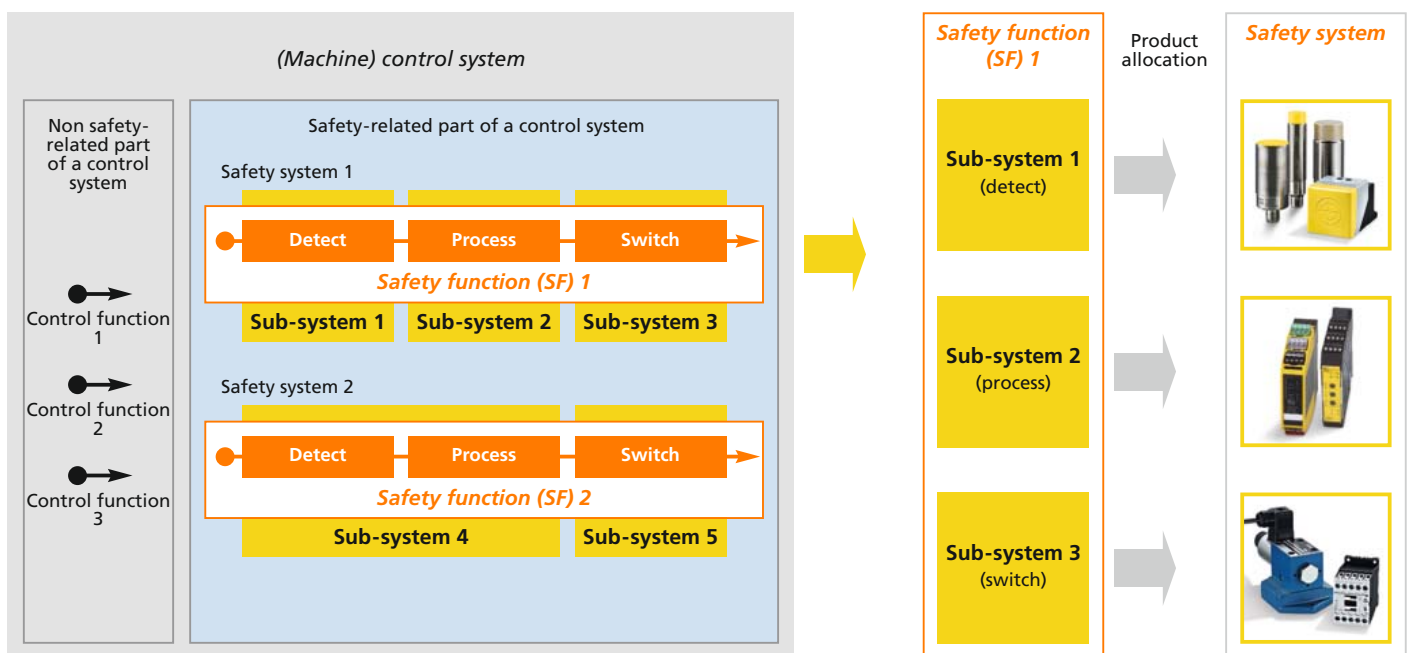 (Machine) control system
Non safety-
related part
of a control
system
Control function
1
Control function
2
Control function
3
Safety-related part of a control system
Safety system 1
Detect
Process
Switch
Safety function (SF) 1
Sub-system 1
Sub-system 2
Sub-system 3
Safety system 2
Detect
Process
Switch
Safety function (SF) 2
Sub-system 4
Sub-system 5
Safety function
(SF) 1
Sub-system 1
(detect)
Sub-system 2
(process)
Sub-system 3
(switch)
Product
allocation
Safety system